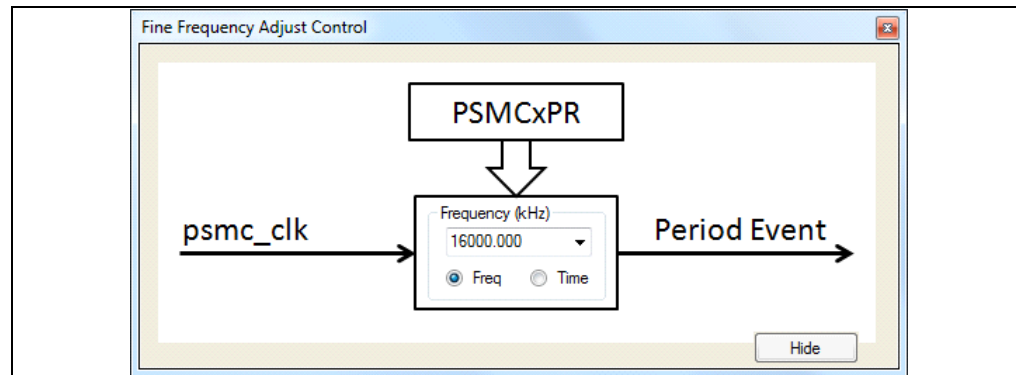 Fine Frequency Adjust Control
PSMCxPR
psmc_clk
Frequency (kHz)
16000.000
Freq
Time
Period Event
Hide